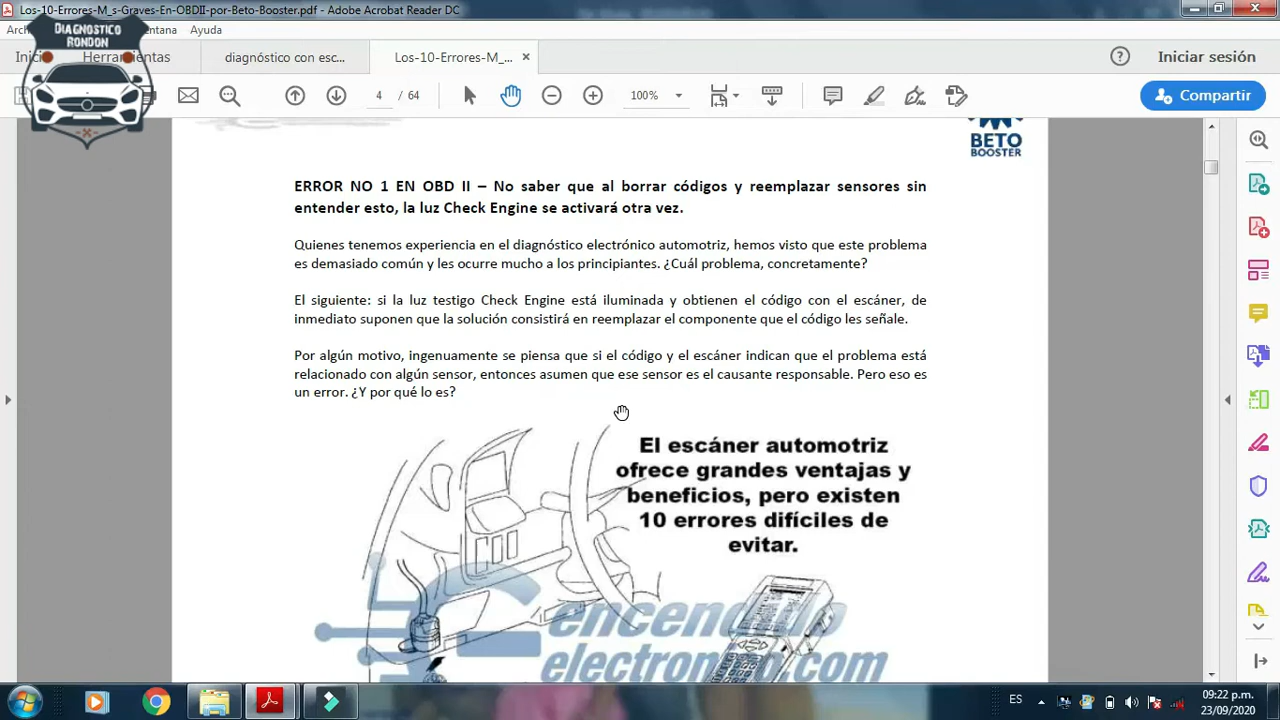 Los-10-Errores-M_s-Graves-En-OBDII-por-Beto-Booster.pdf - Adobe Acrobat Reader DC
DIAGNOSTICO
RONDON
Ayuda
Herramientas
diagnóstico con esc...
Los-10-Errores-M_...
Iniciar sesión
4 / 64
100%
Compartir
BETO
BOOSTER
ERROR NO 1 EN OBD II – No saber que al borrar códigos y reemplazar sensores sin
entender esto, la luz Check Engine se activará otra vez.
Quienes tenemos experiencia en el diagnóstico electrónico automotriz, hemos visto que este problema
es demasiado común y les ocurre mucho a los principiantes. ¿Cuál problema, concretamente?
El siguiente: si la luz testigo Check Engine está iluminada y obtienen el código con el escáner, de
inmediato suponen que la solución consistirá en reemplazar el componente que el código les señale.
Por algún motivo, ingenuamente se piensa que si el código y el escáner indican que el problema está
relacionado con algún sensor, entonces asumen que ese sensor es el causante responsable. Pero eso es
un error. ¿Y por qué lo es?
El escáner automotriz
ofrece grandes ventajas y
beneficios, pero existen
10 errores difíciles de
evitar.
encendido
electronico.com
ES
09:22 p.m.
23/09/2020